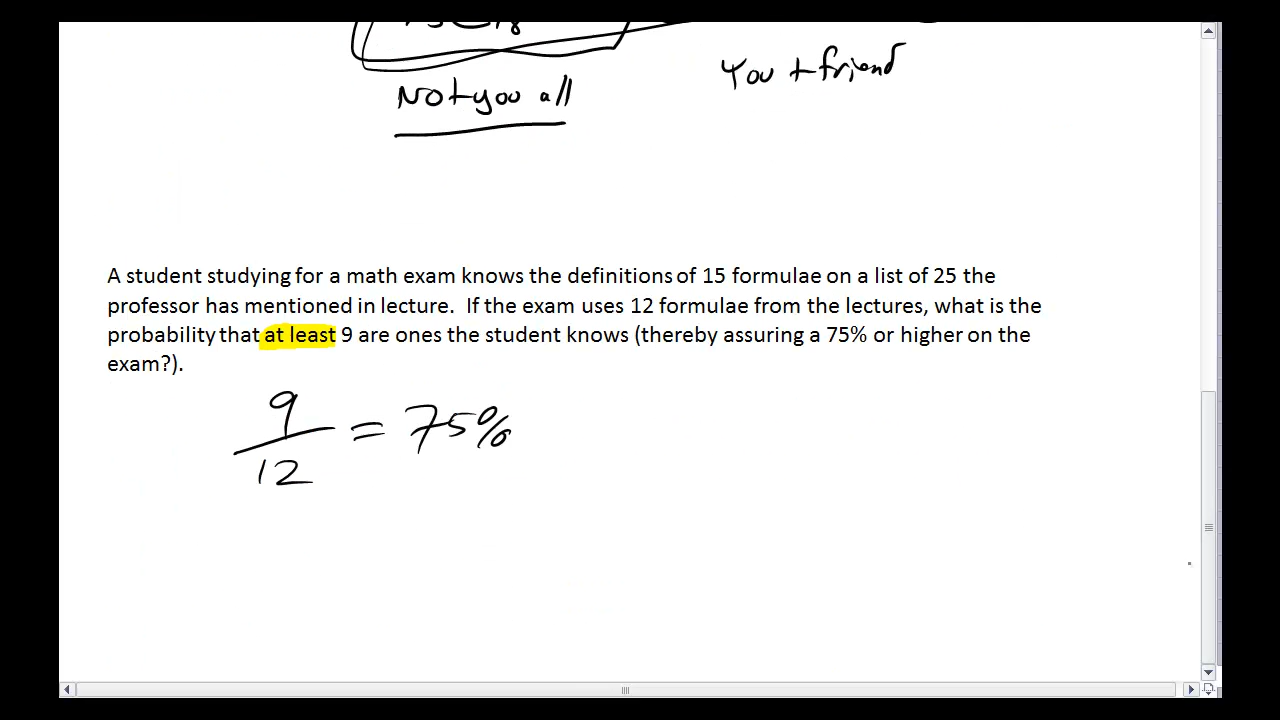 You + friend
Not you all
A student studying for a math exam knows the definitions of 15 formulae on a list of 25 the
professor has mentioned in lecture.  If the exam uses 12 formulae from the lectures, what is the
probability that at least 9 are ones the student knows (thereby assuring a 75% or higher on the
exam?).
9
12
= 75%